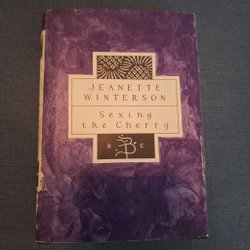 JEANETTE
WINTERSON
Sexing
the Cherry
B C